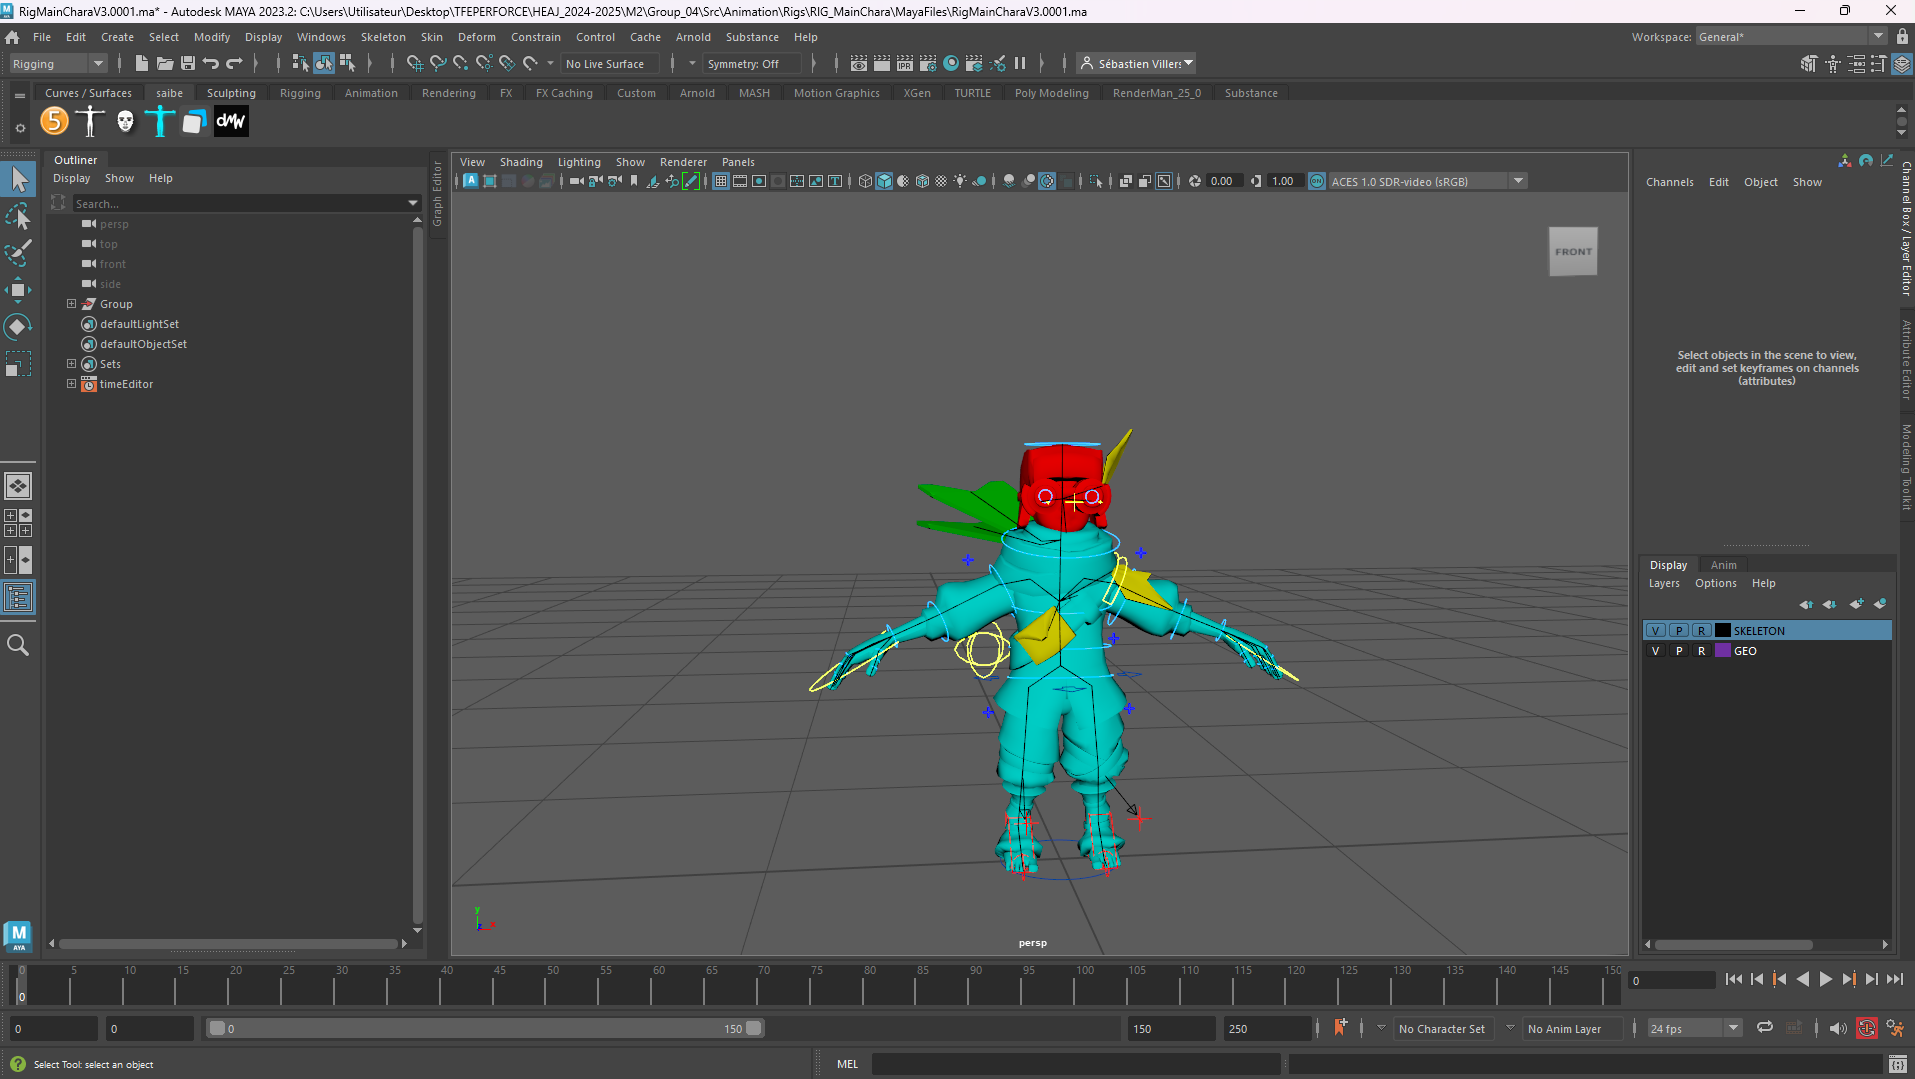 RigMainCharaV3.0001.ma* - Autodesk MAYA 2023.2: C:\Users\Utilisateur\Desktop\TFEPERFORCE\HEAJ_2024-2025\M2\Group_04\Src\Animation\Rigs\RIG_MainChara\MayaFiles\RigMainCharaV3.0001.ma
File Edit Create Select Modify Display Windows Skeleton Skin Deform Constrain Control Cache Arnold Substance Help
Workspace: General*
Rigging
No Live Surface
Symmetry: Off
IPR
Sébastien Villers
Curves / Surfaces saibe Sculpting Rigging Animation Rendering FX FX Caching Custom Arnold MASH Motion Graphics XGen TURTLE Poly Modeling RenderMan_25_0 Substance
5
dmw
Outliner
Display Show Help
Search...
persp
top
front
side
Group
defaultLightSet
defaultObjectSet
Sets
timeEditor
Graph Editor
View Shading Lighting Show Renderer Panels
0.00
1.00
ON
ACES 1.0 SDR-video (sRGB)
FRONT
y
x
z
persp
Channels Edit Object Show
Select objects in the scene to view,
edit and set keyframes on channels
(attributes)
Channel Box / Layer Editor
Attribute Editor
Modeling Toolkit
Display Anim
Layers Options Help
V P R SKELETON
V P R GEO
M
AYA
0 5 10 15 20 25 30 35 40 45 50 55 60 65 70 75 80 85 90 95 100 105 110 115 120 125 130 135 140 145 150
0
0
0
0
0
150
150
250
No Character Set
No Anim Layer
24 fps
? Select Tool: select an object
MEL